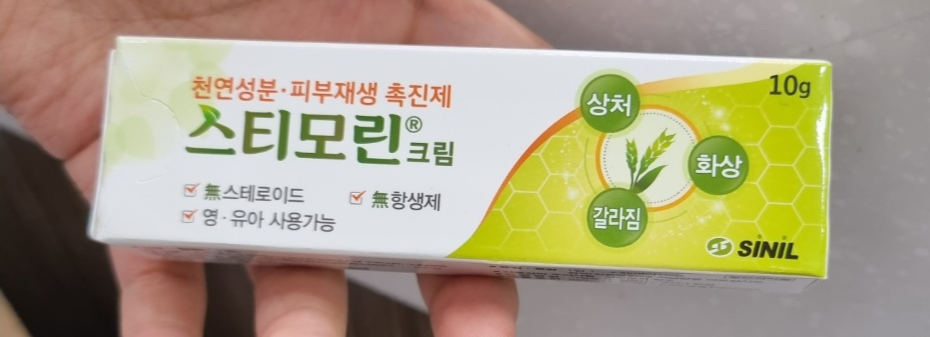 천연성분·피부재생 촉진제
스티모린® 크림
無스테로이드
無항생제
영·유아 사용가능
10g
상처
화상
갈라짐
SINIL